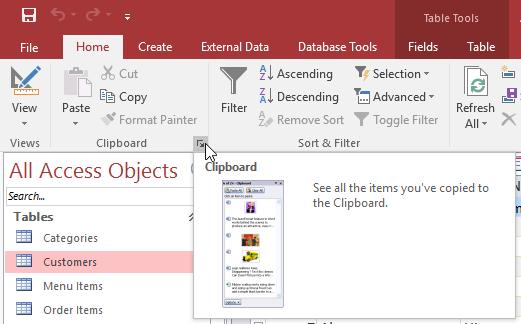 Table Tools
File Home Create External Data Database Tools Fields Table
View
Views
Paste
Cut
Copy
Format Painter
Clipboard
Filter
Ascending
Descending
Remove Sort
Selection
Advanced
Toggle Filter
Sort & Filter
Refresh
All
All Access Objects
Search...
Tables
Categories
Customers
Menu Items
Order Items
Clipboard
See all the items you've copied to
the Clipboard.